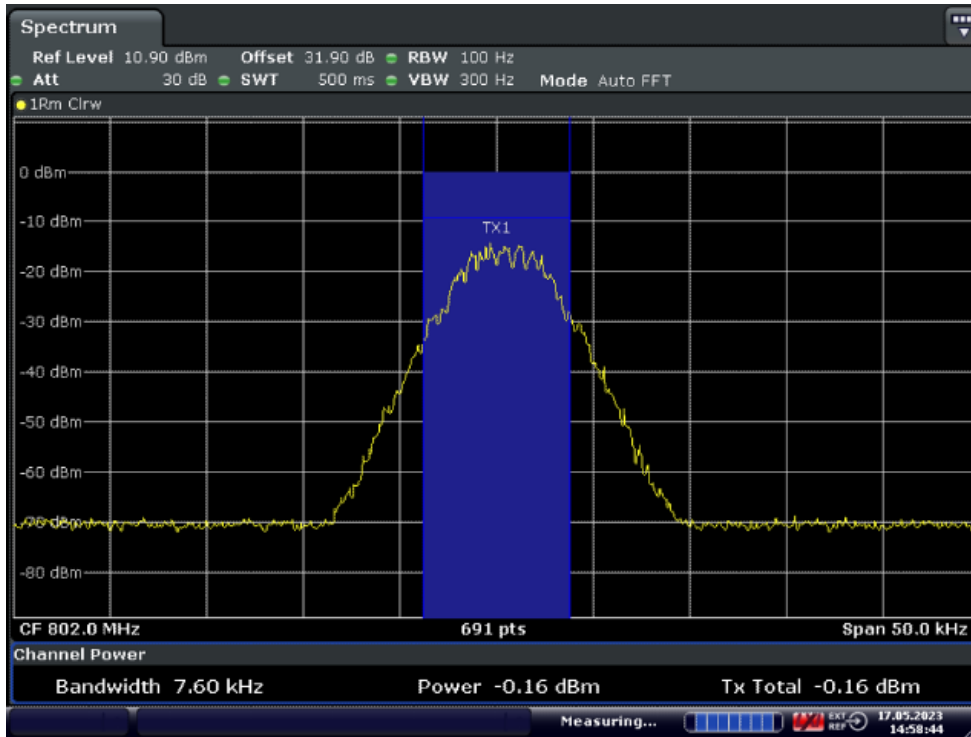 Spectrum
Ref Level 10.90 dBm Offset 31.90 dB RBW 100 Hz
Att 30 dB SWT 500 ms VBW 300 Hz Mode Auto FFT
1Rm Clrw
0 dBm
-10 dBm
TX1
-20 dBm
-30 dBm
-40 dBm
-50 dBm
-60 dBm
-70 dBm
-80 dBm
CF 802.0 MHz 691 pts Span 50.0 kHz
Channel Power
Bandwidth 7.60 kHz Power -0.16 dBm Tx Total -0.16 dBm
Measuring... EXT REF 17.05.2023 14:58:44